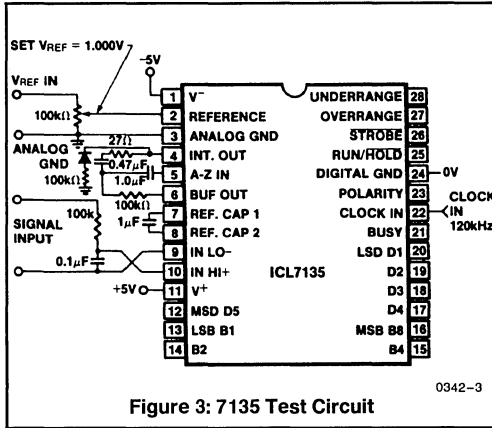 SET VREF = 1.000V
-5V
VREF IN
100kΩ
ANALOG GND
27Ω
0.47µF
1.0µF
100kΩ
100kΩ
SIGNAL INPUT
100k
1µF
0.1µF
+5V
1 V⁻
2 REFERENCE
3 ANALOG GND
4 INT. OUT
5 A-Z IN
6 BUF OUT
7 REF. CAP 1
8 REF. CAP 2
9 IN LO-
10 IN HI+
11 V+
12 MSD D5
13 LSB B1
14 B2
ICL7135
UNDERRANGE 28
OVERRANGE 27
STROBE 26
RUN/HOLD 25
DIGITAL GND 24
0V
POLARITY 23
CLOCK IN 22
CLOCK IN 120kHz
BUSY 21
LSD D1 20
D2 19
D3 18
D4 17
MSB B8 16
B4 15
0342-3
Figure 3: 7135 Test Circuit